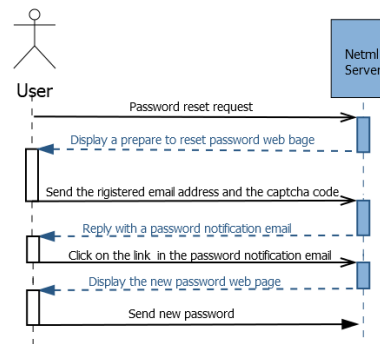 User
Netml
Server
Password reset request
Display a prepare to reset password web bage
Send the rigistered email address and the captcha code
Reply with a password notification email
Click on the link in the password notification email
Display the new password web page
Send new password